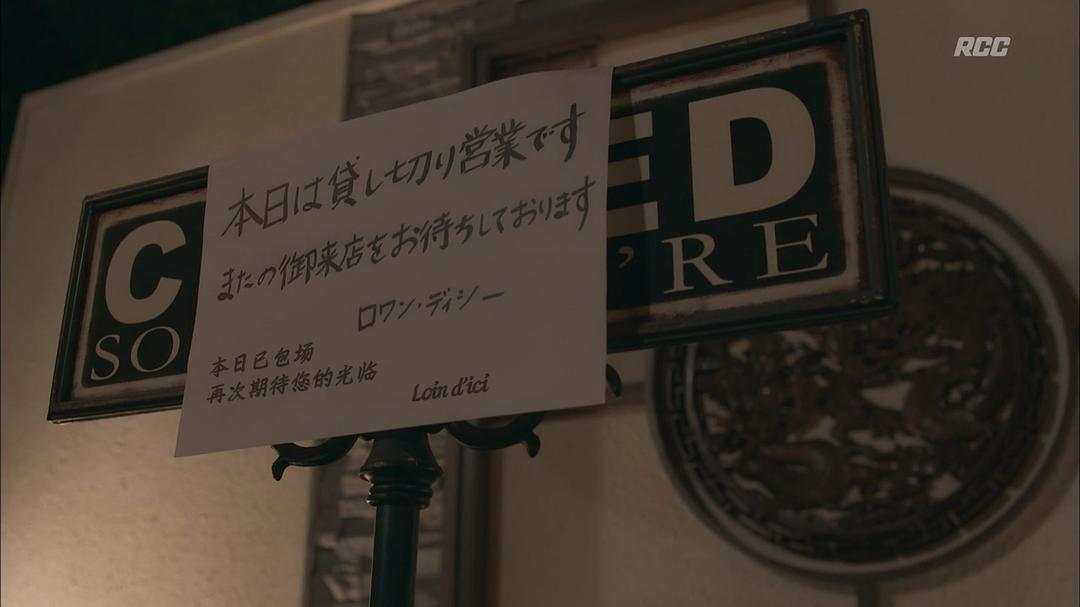 RCC
本日は貸し切り営業です
またの御来店をお待ちしております
ロワン・ディシー
本日已包场
再次期待您的光临
Loin d'ici
C ED
SO 'RE